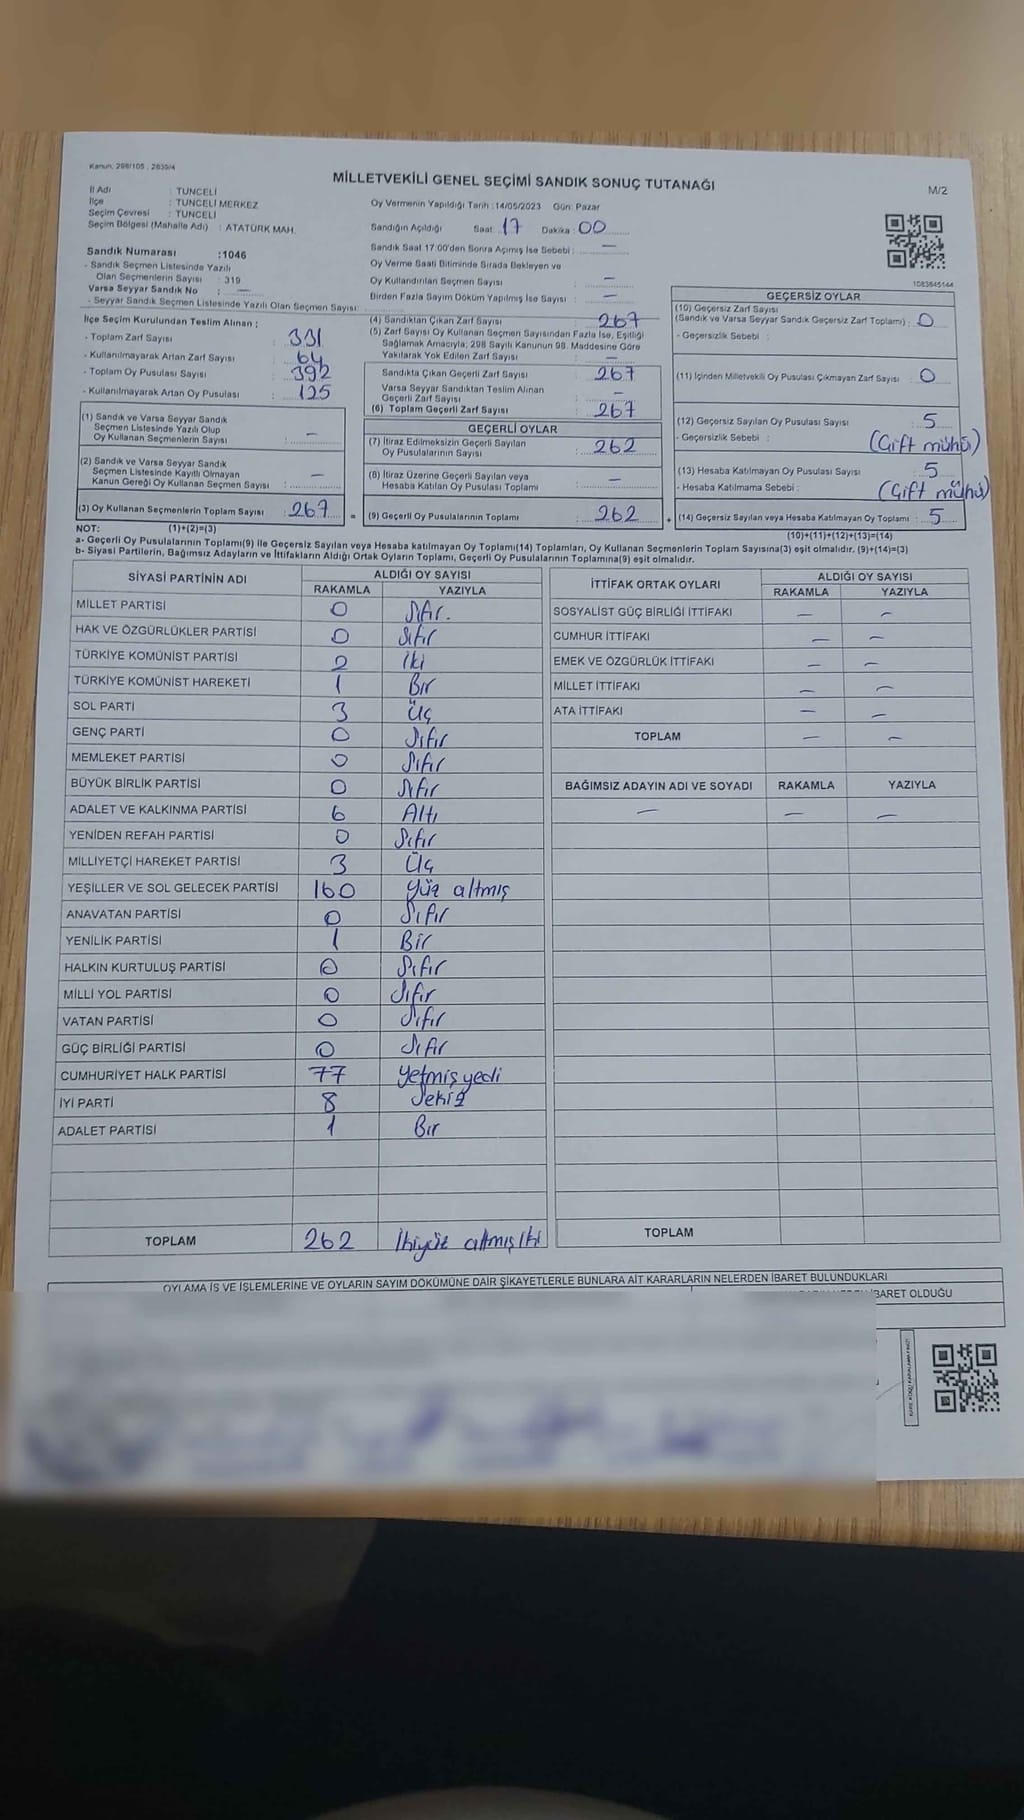 Kanun: 298/105 , 2839/4
MİLLETVEKİLİ GENEL SEÇİMİ SANDIK SONUÇ TUTANAĞI
M/2
İl Adı : TUNCELİ
İlçe : TUNCELİ MERKEZ
Seçim Çevresi : TUNCELİ
Seçim Bölgesi (Mahalle Adı) : ATATÜRK MAH.
Sandık Numarası :1046
- Sandık Seçmen Listesinde Yazılı
Olan Seçmenlerin Sayısı : 319
Varsa Seyyar Sandık No : —
- Seyyar Sandık Seçmen Listesinde Yazılı Olan Seçmen Sayısı:
Oy Vermenin Yapıldığı Tarih :14/05/2023 Gün: Pazar
Sandığın Açıldığı Saat: 17 Dakika : 00
Sandık Saat 17:00'den Sonra Açımış İse Sebebi : —
Oy Verme Saati Bitiminde Sırada Bekleyen ve
Oy Kullandırılan Seçmen Sayısı : —
Birden Fazla Sayım Döküm Yapılmış İse Sayısı : —
1083845144
İlçe Seçim Kurulundan Teslim Alınan ;
- Toplam Zarf Sayısı : 331
- Kullanılmayarak Artan Zarf Sayısı : 64
- Toplam Oy Pusulası Sayısı : 392
- Kullanılmayarak Artan Oy Pusulası : 125
(1) Sandık ve Varsa Seyyar Sandık
Seçmen Listesinde Yazılı Olup
Oy Kullanan Seçmenlerin Sayısı : —
(2) Sandık ve Varsa Seyyar Sandık
Seçmen Listesinde Kayıtlı Olmayan
Kanun Gereği Oy Kullanan Seçmen Sayısı : —
(3) Oy Kullanan Seçmenlerin Toplam Sayısı : 267 =
(4) Sandıktan Çıkan Zarf Sayısı : 267
(5) Zarf Sayısı Oy Kullanan Seçmen Sayısından Fazla İse, Eşitliği
Sağlamak Amacıyla; 298 Sayılı Kanunun 98. Maddesine Göre
Yakılarak Yok Edilen Zarf Sayısı : —
Sandıkta Çıkan Geçerli Zarf Sayısı : 267
Varsa Seyyar Sandıktan Teslim Alınan
Geçerli Zarf Sayısı : —
(6) Toplam Geçerli Zarf Sayısı : 267
GEÇERLİ OYLAR
(7) İtiraz Edilmeksizin Geçerli Sayılan
Oy Pusulalarının Sayısı : 262
(8) İtiraz Üzerine Geçerli Sayılan veya
Hesaba Katılan Oy Pusulası Toplamı : —
(9) Geçerli Oy Pusulalarının Toplamı : 262 +
GEÇERSİZ OYLAR
(10) Geçersiz Zarf Sayısı
(Sandık ve Varsa Seyyar Sandık Geçersiz Zarf Toplamı) : 0
- Geçersizlik Sebebi :
(11) İçinden Milletvekili Oy Pusulası Çıkmayan Zarf Sayısı : 0
(12) Geçersiz Sayılan Oy Pusulası Sayısı : 5
- Geçersizlik Sebebi : (Çift mühü)
(13) Hesaba Katılmayan Oy Pusulası Sayısı : 5
- Hesaba Katılmama Sebebi : (Çift mühü)
(14) Geçersiz Sayılan veya Hesaba Katılmayan Oy Toplamı : 5
(10)+(11)+(12)+(13)=(14)
NOT: (1)+(2)=(3)
a- Geçerli Oy Pusulalarının Toplamı(9) ile Geçersiz Sayılan veya Hesaba katılmayan Oy Toplamı(14) Toplamları, Oy Kullanan Seçmenlerin Toplam Sayısına(3) eşit olmalıdır. (9)+(14)=(3)
b- Siyasi Partilerin, Bağımsız Adayların ve İttifakların Aldığı Ortak Oyların Toplamı, Geçerli Oy Pusulalarının Toplamına(9) eşit olmalıdır.
SİYASİ PARTİNİN ADI ALDIĞI OY SAYISI
RAKAMLA YAZIYLA
MİLLET PARTİSİ 0 Sıfır.
HAK VE ÖZGÜRLÜKLER PARTİSİ 0 Sıfır
TÜRKİYE KOMÜNİST PARTİSİ 2 İki
TÜRKİYE KOMÜNİST HAREKETİ 1 Bir
SOL PARTİ 3 Üç
GENÇ PARTİ 0 Sıfır
MEMLEKET PARTİSİ 0 Sıfır
BÜYÜK BİRLİK PARTİSİ 0 Sıfır
ADALET VE KALKINMA PARTİSİ 6 Altı
YENİDEN REFAH PARTİSİ 0 Sıfır
MİLLİYETÇİ HAREKET PARTİSİ 3 Üç
YEŞİLLER VE SOL GELECEK PARTİSİ 160 Yüz altmış
ANAVATAN PARTİSİ 0 Sıfır
YENİLİK PARTİSİ 1 Bir
HALKIN KURTULUŞ PARTİSİ 0 Sıfır
MİLLİ YOL PARTİSİ 0 Sıfır
VATAN PARTİSİ 0 Sıfır
GÜÇ BİRLİĞİ PARTİSİ 0 Sıfır
CUMHURİYET HALK PARTİSİ 77 Yetmiş yedi
İYİ PARTİ 8 Sekiz
ADALET PARTİSİ 1 Bir
TOPLAM 262 İkiyüz altmış iki
İTTİFAK ORTAK OYLARI ALDIĞI OY SAYISI
RAKAMLA YAZIYLA
SOSYALİST GÜÇ BİRLİĞİ İTTİFAKI — —
CUMHUR İTTİFAKI — —
EMEK VE ÖZGÜRLÜK İTTİFAKI — —
MİLLET İTTİFAKI — —
ATA İTTİFAKI — —
TOPLAM — —
BAĞIMSIZ ADAYIN ADI VE SOYADI RAKAMLA YAZIYLA
— — —
TOPLAM
OYLAMA İŞ VE İŞLEMLERİNE VE OYLARIN SAYIM DÖKÜMÜNE DAİR ŞİKAYETLERLE BUNLARA AİT KARARLARIN NELERDEN İBARET BULUNDUKLARI
İBARET OLDUĞU